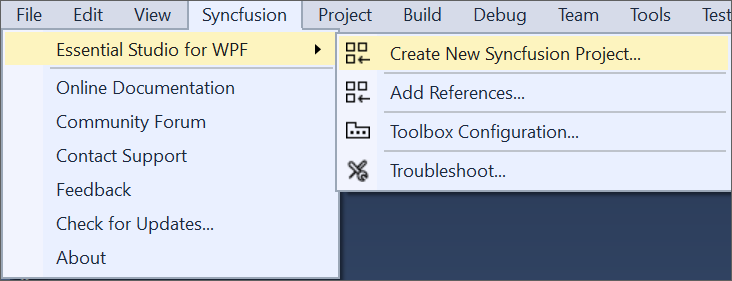 File Edit View Syncfusion Project Build Debug Team Tools Test
Essential Studio for WPF
Create New Syncfusion Project...
Online Documentation
Add References...
Community Forum
Toolbox Configuration...
Contact Support
Troubleshoot...
Feedback
Check for Updates...
About